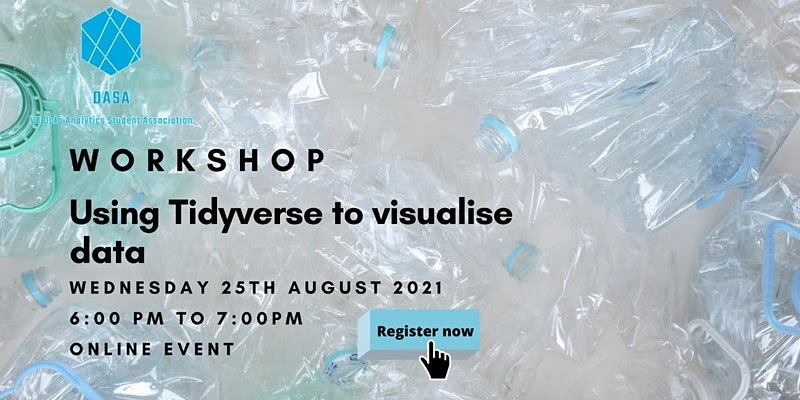 DASA
Data Analytics Student Association
WORKSHOP
Using Tidyverse to visualise
data
WEDNESDAY 25TH AUGUST 2021
6:00 PM TO 7:00PM
ONLINE EVENT
Register now